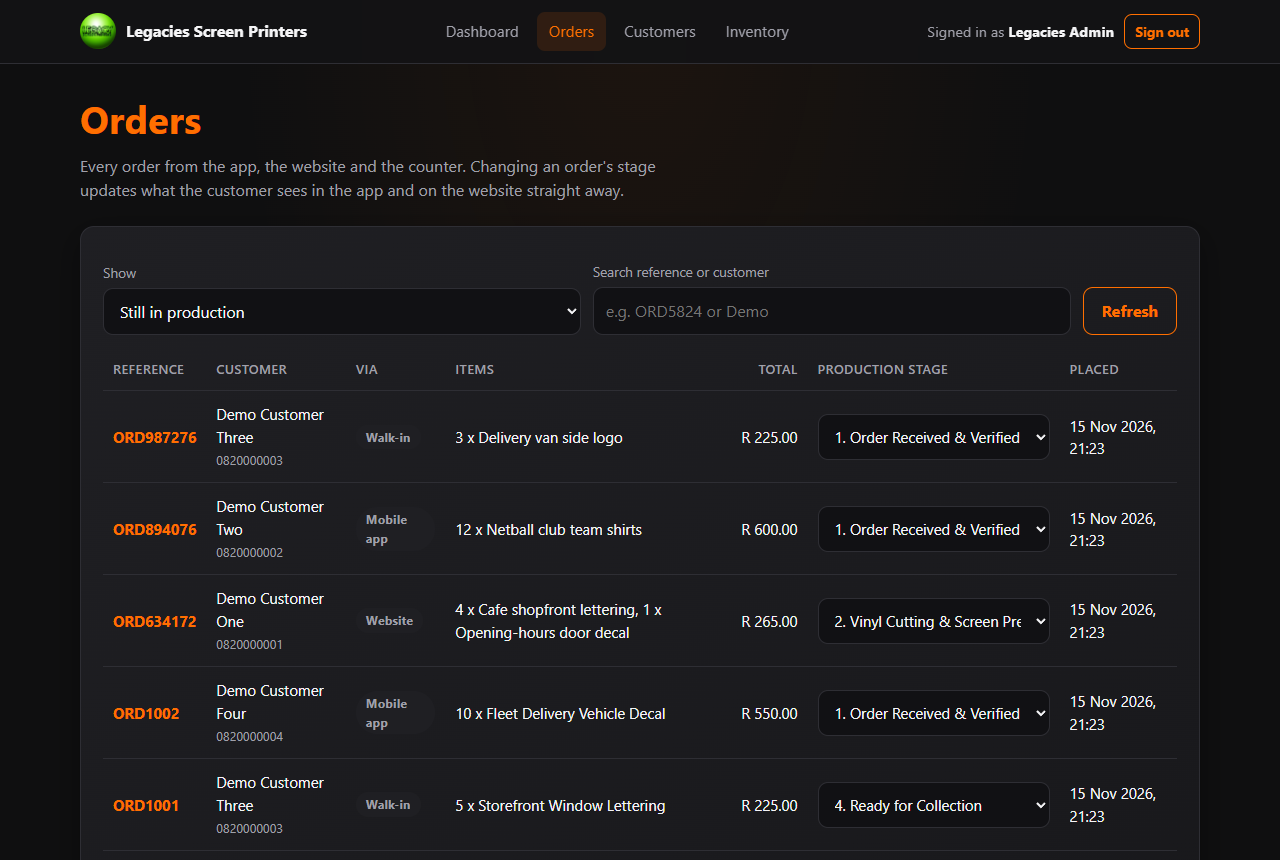 Legacies Screen Printers
Dashboard
Orders
Customers
Inventory
Signed in as Legacies Admin
Sign out
Orders
Every order from the app, the website and the counter. Changing an order's stage
updates what the customer sees in the app and on the website straight away.
Show
Search reference or customer
Still in production
e.g. ORD5824 or Demo
Refresh
REFERENCE CUSTOMER VIA ITEMS TOTAL PRODUCTION STAGE PLACED
ORD987276
Demo Customer
Three
0820000003
Walk-in
3 x Delivery van side logo
R 225.00
1. Order Received & Verified
15 Nov 2026,
21:23
ORD894076
Demo Customer
Two
0820000002
Mobile
app
12 x Netball club team shirts
R 600.00
1. Order Received & Verified
15 Nov 2026,
21:23
ORD634172
Demo Customer
One
0820000001
Website
4 x Cafe shopfront lettering, 1 x
Opening-hours door decal
R 265.00
2. Vinyl Cutting & Screen Pre
15 Nov 2026,
21:23
ORD1002
Demo Customer
Four
0820000004
Mobile
app
10 x Fleet Delivery Vehicle Decal
R 550.00
1. Order Received & Verified
15 Nov 2026,
21:23
ORD1001
Demo Customer
Three
0820000003
Walk-in
5 x Storefront Window Lettering
R 225.00
4. Ready for Collection
15 Nov 2026,
21:23